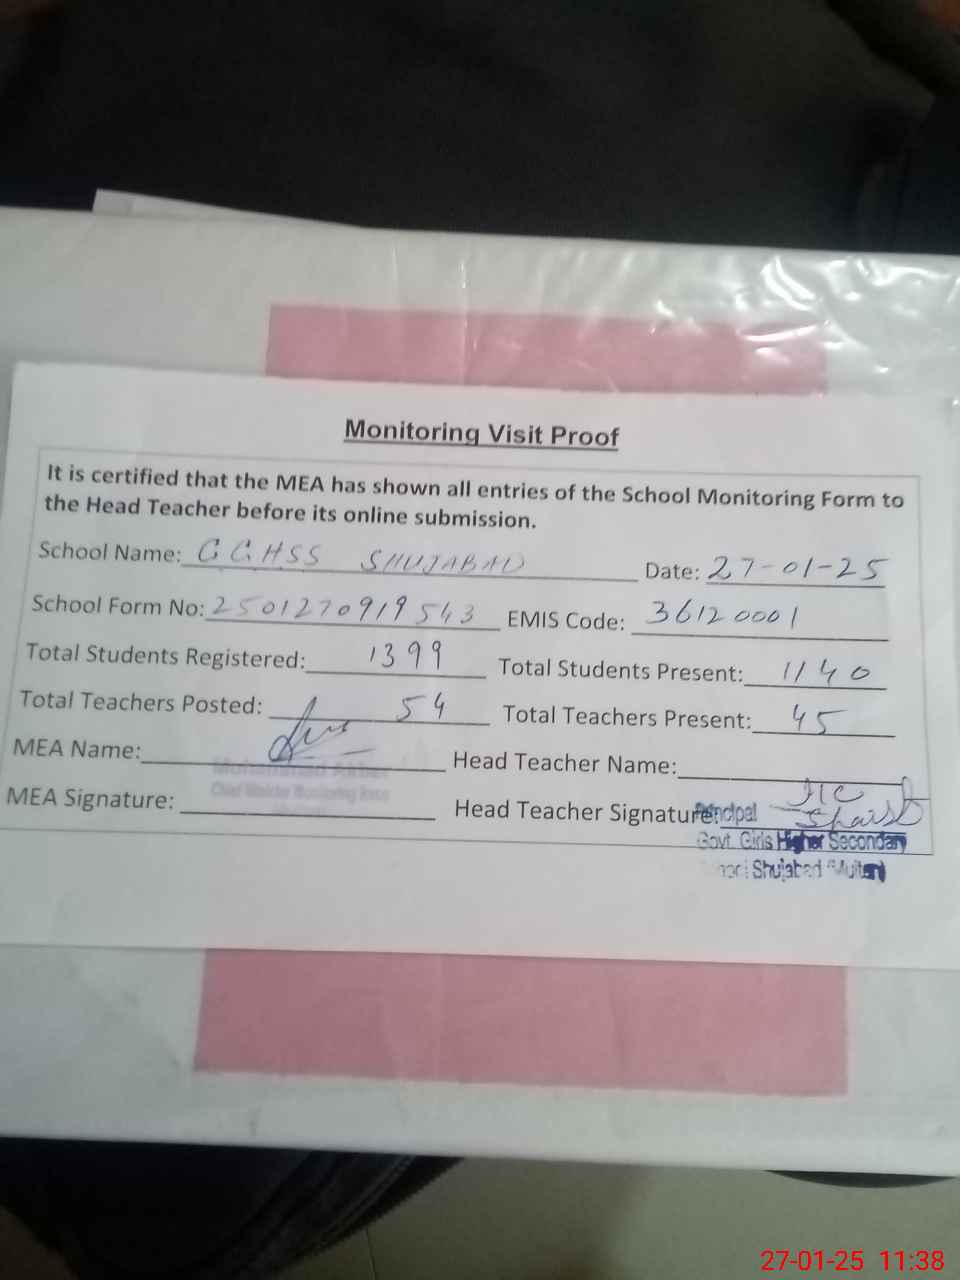 Monitoring Visit Proof
It is certified that the MEA has shown all entries of the School Monitoring Form to
the Head Teacher before its online submission.
School Name: G G HSS SHUJABAD Date: 27-01-25
School Form No: 2501270919543 EMIS Code: 36120001
Total Students Registered: 1399 Total Students Present: 1140
Total Teachers Posted: 54 Total Teachers Present: 45
MEA Name: Head Teacher Name:
Mohammad Akber
MEA Signature: Head Teacher Signature:
Principal
Govt. Girls Higher Secondary
School Shujabad (Multan)
27-01-25 11:38